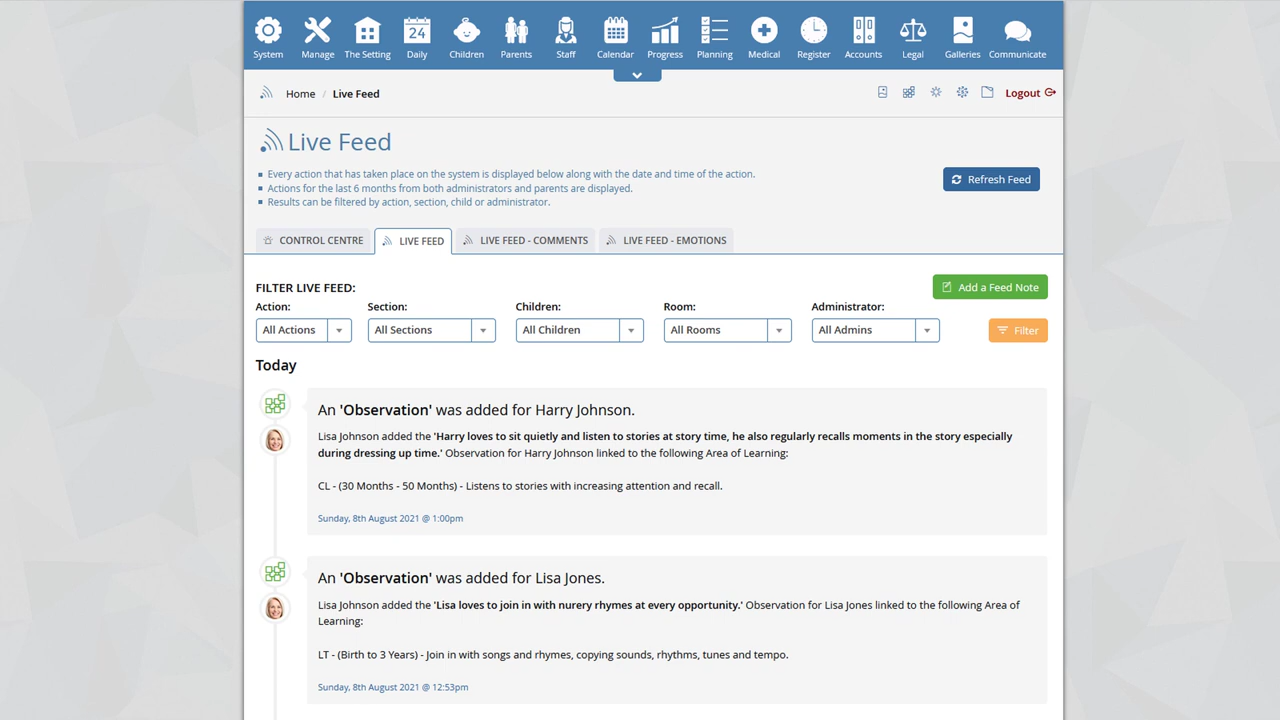 System Manage The Setting Daily Children Parents Staff Calendar Progress Planning Medical Register Accounts Legal Galleries Communicate
24
Home / Live Feed
Logout
Live Feed
Every action that has taken place on the system is displayed below along with the date and time of the action.
Actions for the last 6 months from both administrators and parents are displayed.
Results can be filtered by action, section, child or administrator.
Refresh Feed
CONTROL CENTRE LIVE FEED LIVE FEED - COMMENTS LIVE FEED - EMOTIONS
FILTER LIVE FEED:
Add a Feed Note
Action: Section: Children: Room: Administrator:
All Actions All Sections All Children All Rooms All Admins Filter
Today
An 'Observation' was added for Harry Johnson.
Lisa Johnson added the 'Harry loves to sit quietly and listen to stories at story time, he also regularly recalls moments in the story especially
during dressing up time.' Observation for Harry Johnson linked to the following Area of Learning:
CL - (30 Months - 50 Months) - Listens to stories with increasing attention and recall.
Sunday, 8th August 2021 @ 1:00pm
An 'Observation' was added for Lisa Jones.
Lisa Johnson added the 'Lisa loves to join in with nurery rhymes at every opportunity.' Observation for Lisa Jones linked to the following Area of
Learning:
LT - (Birth to 3 Years) - Join in with songs and rhymes, copying sounds, rhythms, tunes and tempo.
Sunday, 8th August 2021 @ 12:53pm